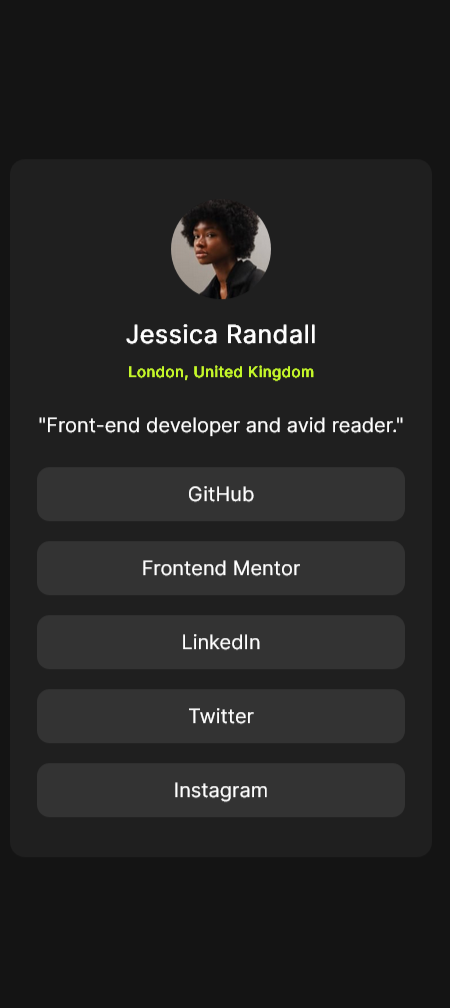 Jessica Randall
London, United Kingdom
"Front-end developer and avid reader."
GitHub
Frontend Mentor
LinkedIn
Twitter
Instagram